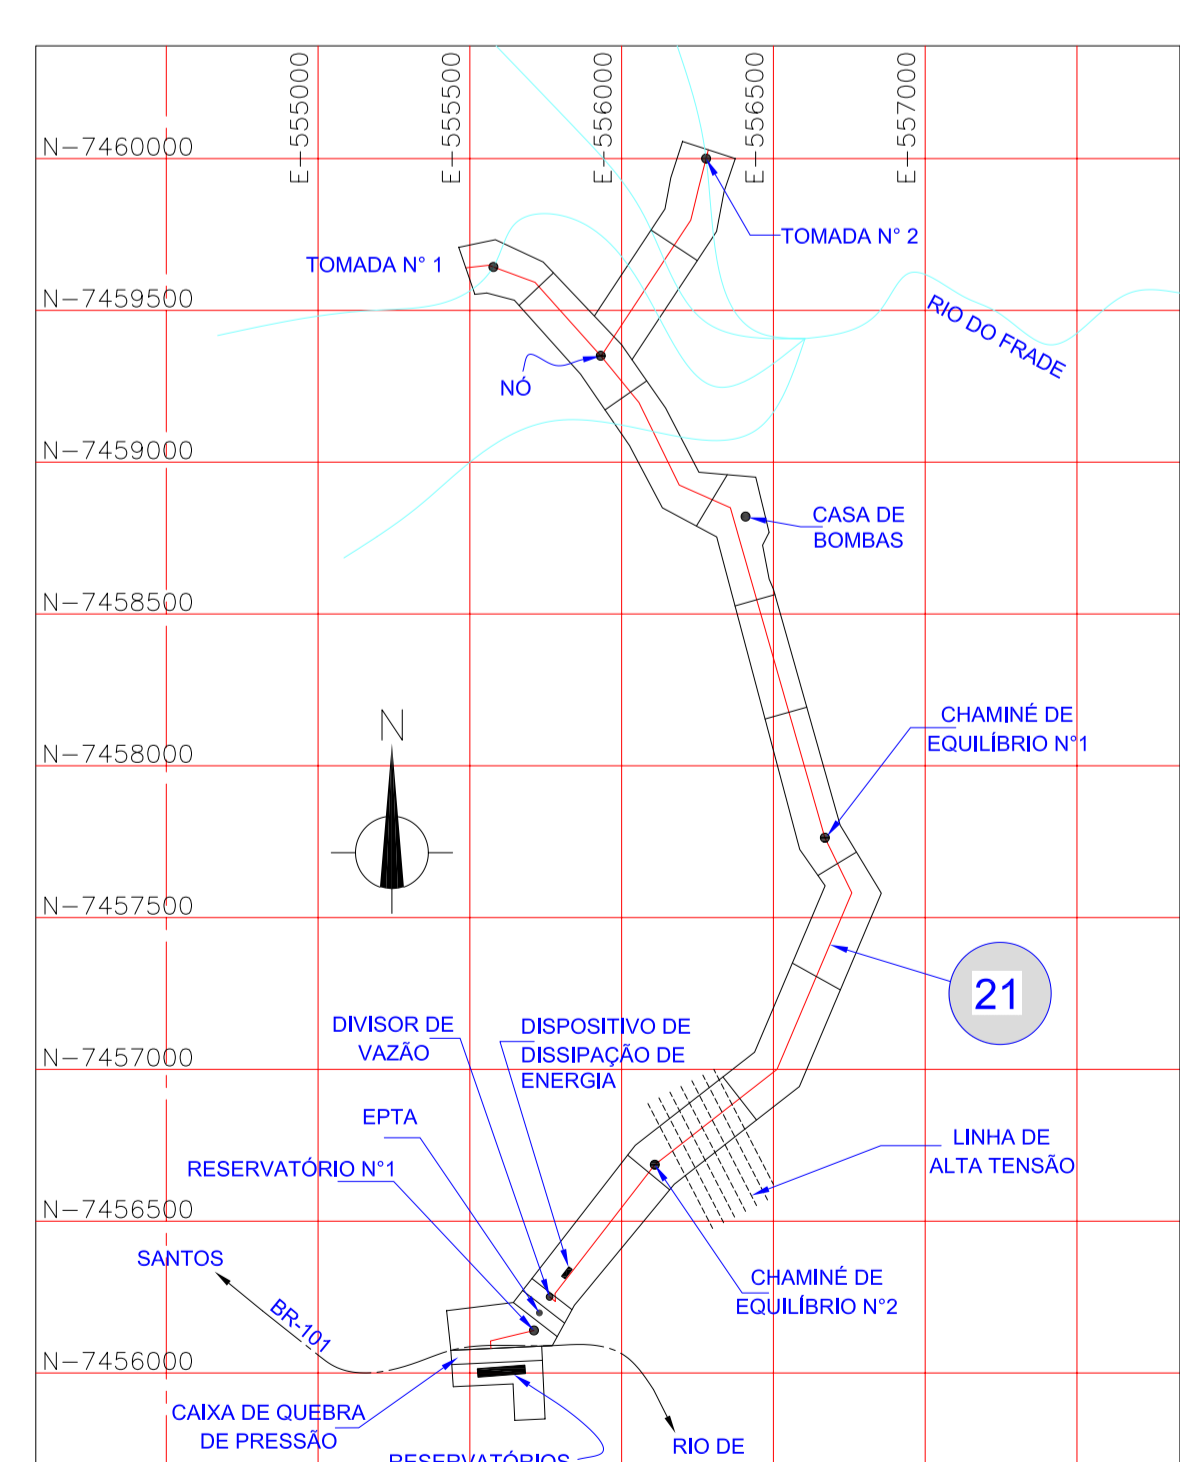 E-555000
E-555500
E-556000
E-556500
E-557000
N-7460000
TOMADA N° 2
TOMADA N° 1
N-7459500
RIO DO FRADE
NÓ
N-7459000
CASA DE
BOMBAS
N-7458500
N
CHAMINÉ DE
EQUILÍBRIO N°1
N-7458000
N-7457500
21
DIVISOR DE
VAZÃO
DISPOSITIVO DE
DISSIPAÇÃO DE
ENERGIA
N-7457000
EPTA
LINHA DE
ALTA TENSÃO
RESERVATÓRIO N°1
N-7456500
SANTOS
BR-101
CHAMINÉ DE
EQUILÍBRIO N°2
N-7456000
CAIXA DE QUEBRA
DE PRESSÃO
RESERVATÓRIOS
RIO DE